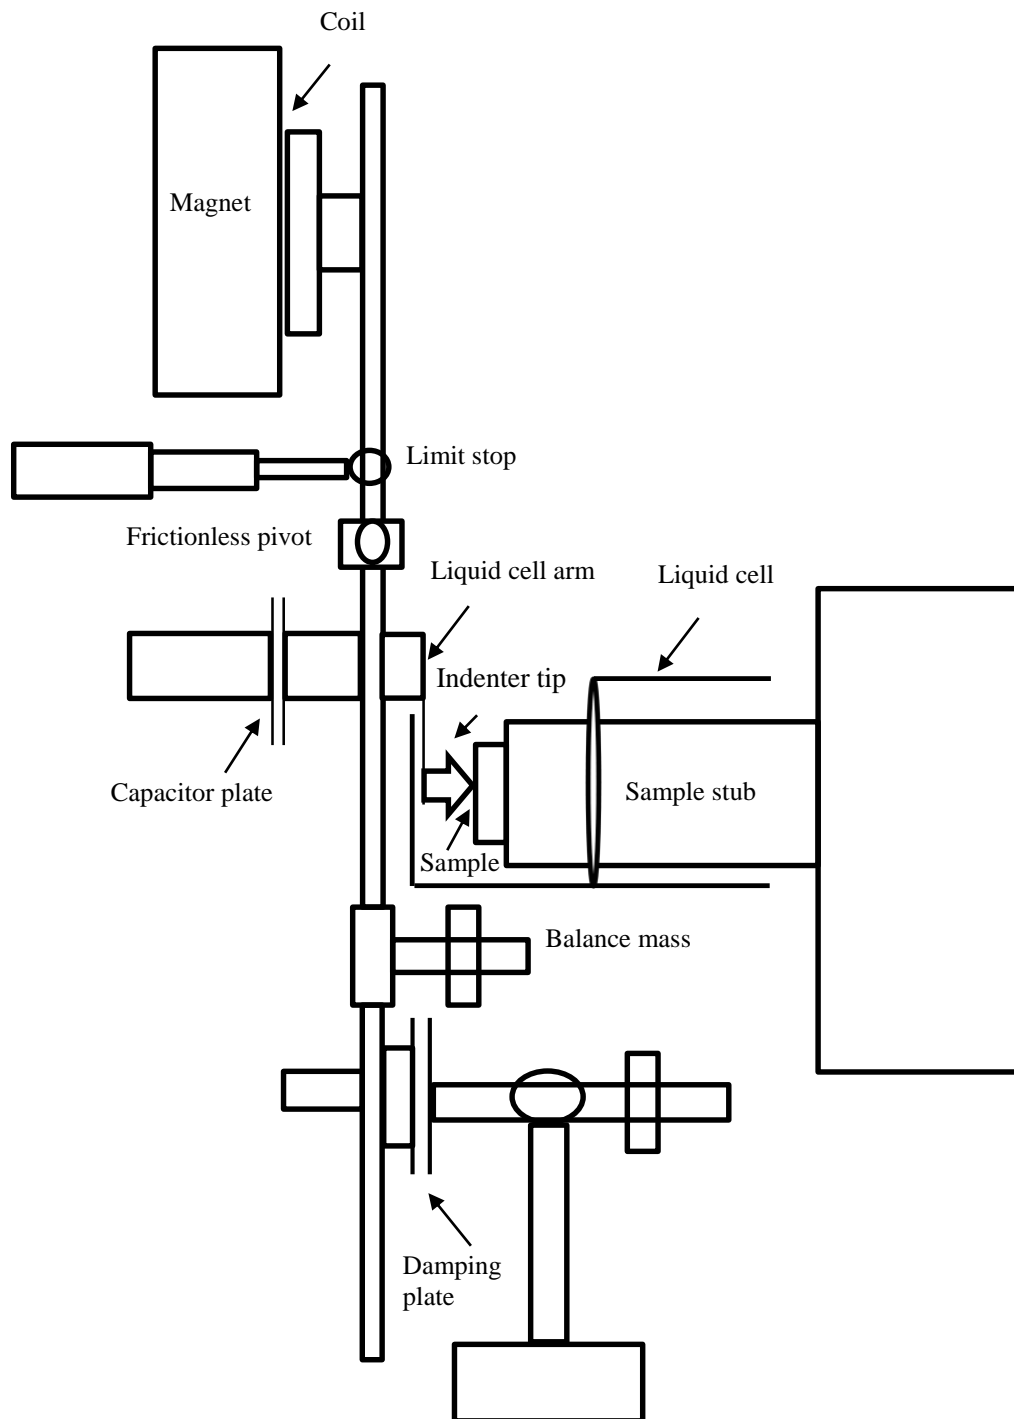 Coil
Magnet
Limit stop
Frictionless pivot
Liquid cell arm
Liquid cell
Indenter tip
Capacitor plate
Sample stub
Sample
Balance mass
Damping
plate